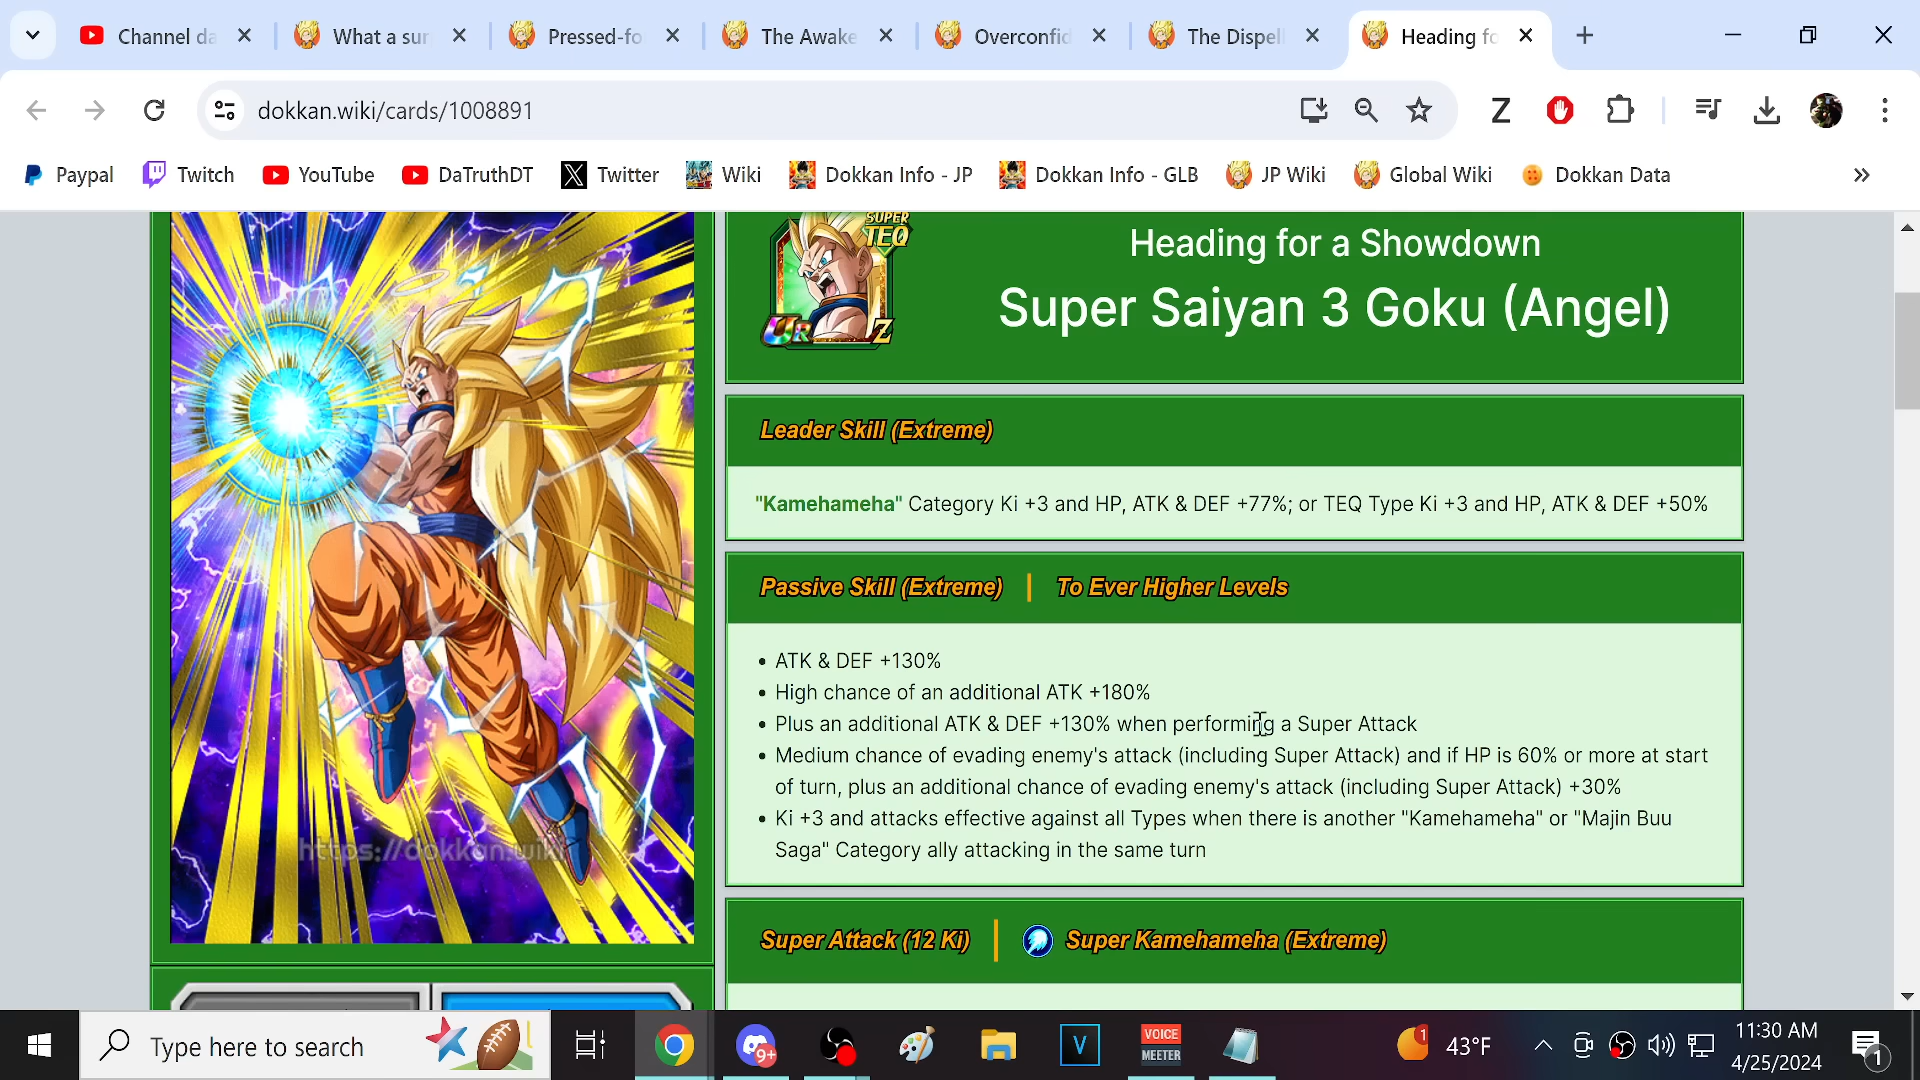 Channel da
What a sur
Pressed-fo
The Awake
Overconfid
The Dispell
Heading fo
dokkan.wiki/cards/1008891
Z
Paypal
Twitch
YouTube
DaTruthDT
Twitter
Wiki
Dokkan Info - JP
Dokkan Info - GLB
JP Wiki
Global Wiki
Dokkan Data
SUPER
TEQ
UR
Z
Heading for a Showdown
Super Saiyan 3 Goku (Angel)
Leader Skill (Extreme)
"Kamehameha" Category Ki +3 and HP, ATK & DEF +77%; or TEQ Type Ki +3 and HP, ATK & DEF +50%
Passive Skill (Extreme) | To Ever Higher Levels
• ATK & DEF +130%
• High chance of an additional ATK +180%
• Plus an additional ATK & DEF +130% when performing a Super Attack
• Medium chance of evading enemy's attack (including Super Attack) and if HP is 60% or more at start
of turn, plus an additional chance of evading enemy's attack (including Super Attack) +30%
• Ki +3 and attacks effective against all Types when there is another "Kamehameha" or "Majin Buu
Saga" Category ally attacking in the same turn
https://dokkan.wiki
Super Attack (12 Ki) | Super Kamehameha (Extreme)
Type here to search
9+
V
VOICE
MEETER
1
43°F
11:30 AM
4/25/2024
1